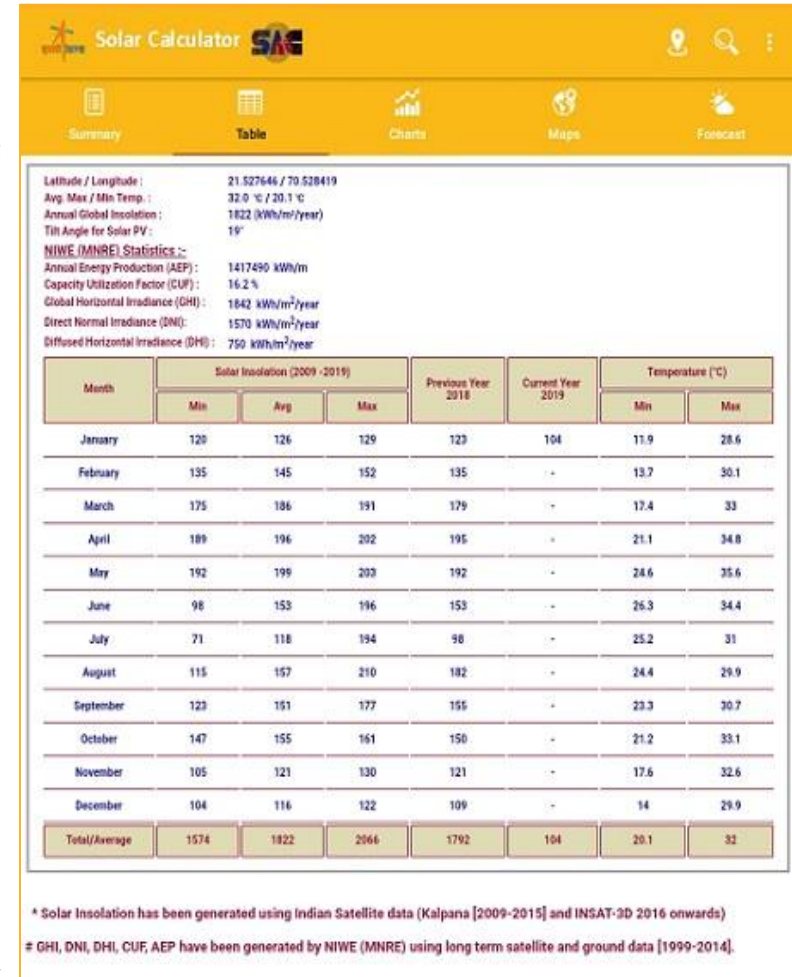 Solar Calculator SAC
Summary Table Charts Maps Forecast
Latitude / Longitude : 21.527646 / 70.528419
Avg. Max / Min Temp. : 32.0 °C / 20.1 °C
Annual Global Insolation : 1822 (kWh/m²/year)
Tilt Angle for Solar PV : 19°
NIWE (MNRE) Statistics :-
Annual Energy Production (AEP) : 1417490 kWh/m
Capacity Utilization Factor (CUF) : 16.2 %
Global Horizontal Irradiance (GHI) : 1842 kWh/m²/year
Direct Normal Irradiance (DNI): 1570 kWh/m²/year
Diffused Horizontal Irradiance (DHI) : 750 kWh/m²/year
Month Solar Insolation (2009 -2019) Previous Year 2018 Current Year 2019 Temperature (°C)
Min Avg Max Min Max
January 120 126 129 123 104 11.9 28.6
February 135 145 152 135 - 13.7 30.1
March 175 186 191 179 - 17.4 33
April 189 196 202 195 - 21.1 34.8
May 192 199 203 192 - 24.6 35.6
June 98 153 196 153 - 26.3 34.4
July 71 118 194 98 - 25.2 31
August 115 157 210 182 - 24.4 29.9
September 123 151 177 155 - 23.3 30.7
October 147 155 161 150 - 21.2 33.1
November 105 121 130 121 - 17.6 32.6
December 104 116 122 109 - 14 29.9
Total/Average 1574 1822 2066 1792 104 20.1 32
* Solar Insolation has been generated using Indian Satellite data (Kalpana [2009-2015] and INSAT-3D 2016 onwards)
# GHI, DNI, DHI, CUF, AEP have been generated by NIWE (MNRE) using long term satellite and ground data [1999-2014].